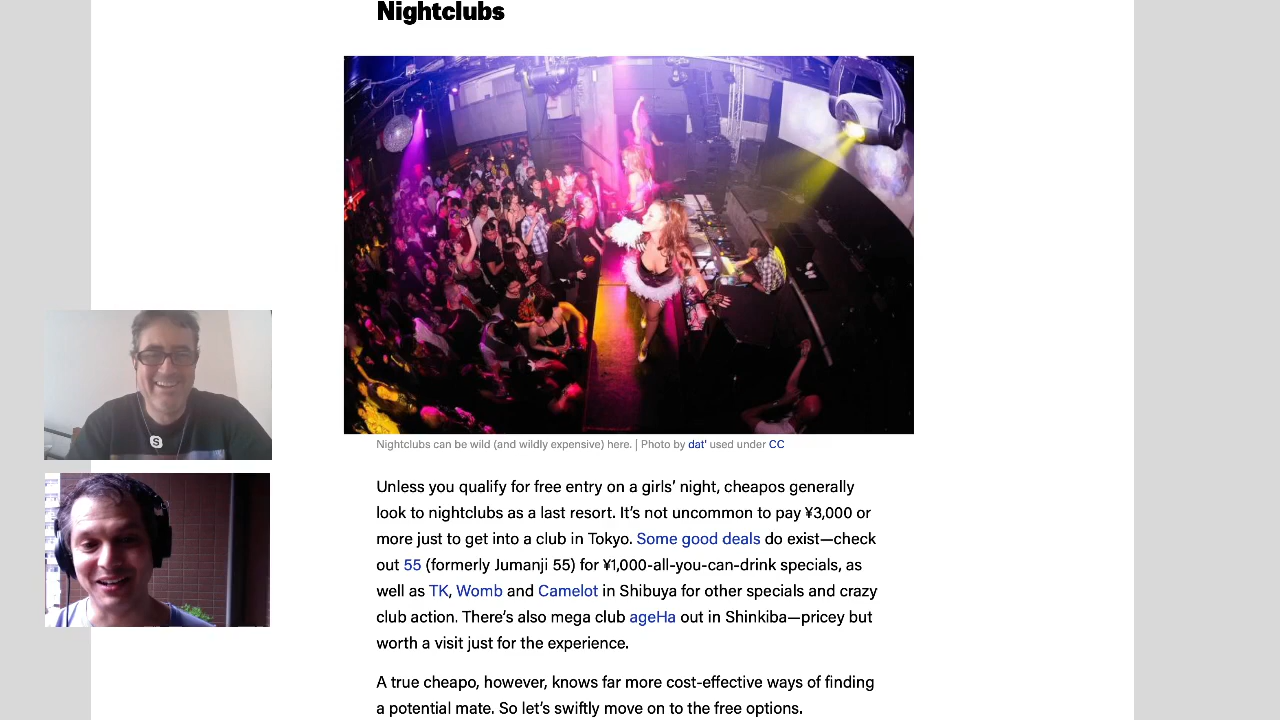 Nightclubs
Nightclubs can be wild (and wildly expensive) here. | Photo by dat' used under CC
Unless you qualify for free entry on a girls’ night, cheapos generally
look to nightclubs as a last resort. It’s not uncommon to pay ¥3,000 or
more just to get into a club in Tokyo. Some good deals do exist—check
out 55 (formerly Jumanji 55) for ¥1,000-all-you-can-drink specials, as
well as TK, Womb and Camelot in Shibuya for other specials and crazy
club action. There’s also mega club ageHa out in Shinkiba—pricey but
worth a visit just for the experience.
A true cheapo, however, knows far more cost-effective ways of finding
a potential mate. So let’s swiftly move on to the free options.
S